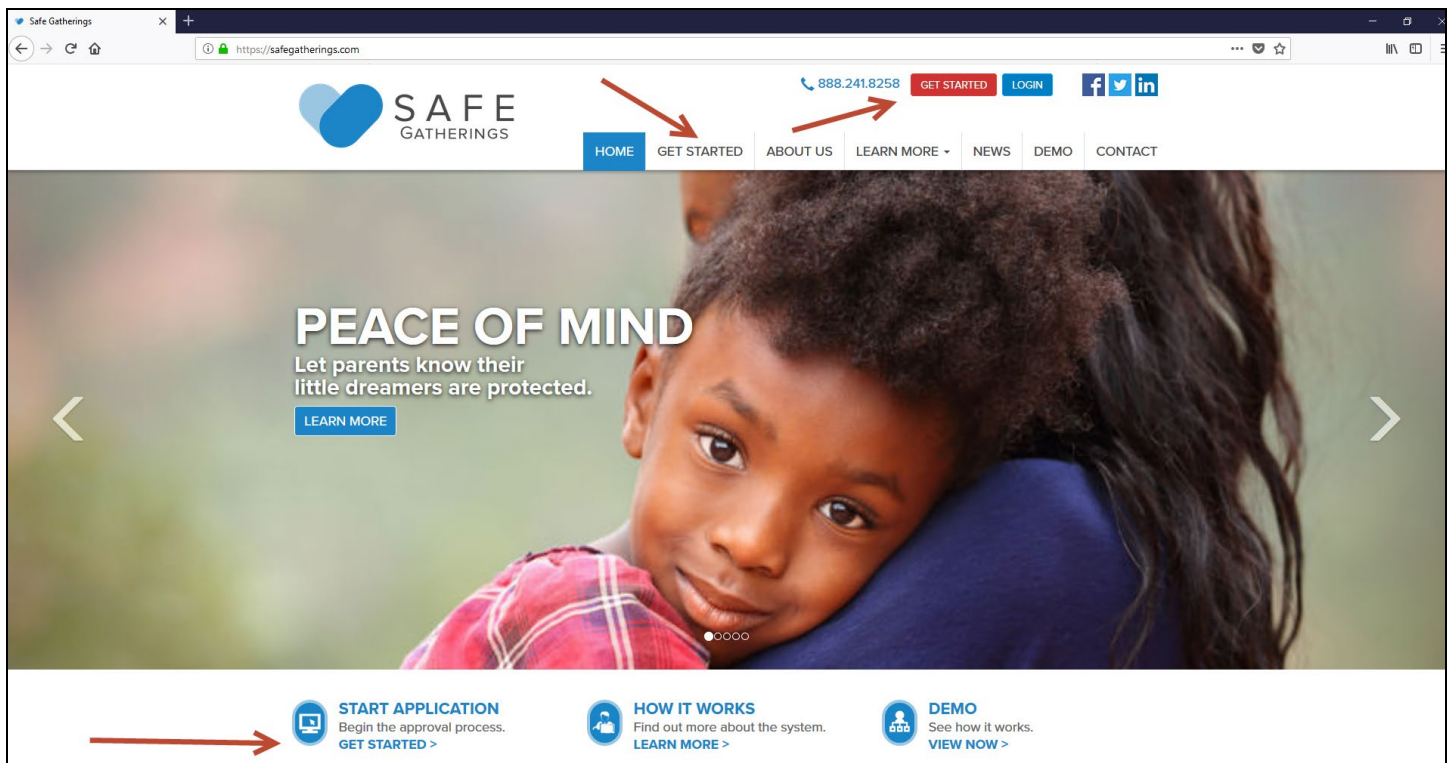 Safe Gatherings
https://safegatherings.com
SAFE
GATHERINGS
888.241.8258 GET STARTED LOGIN f in
HOME GET STARTED ABOUT US LEARN MORE NEWS DEMO CONTACT
PEACE OF MIND
Let parents know their
little dreamers are protected.
LEARN MORE
START APPLICATION
Begin the approval process.
GET STARTED >
HOW IT WORKS
Find out more about the system.
LEARN MORE >
DEMO
See how it works.
VIEW NOW >